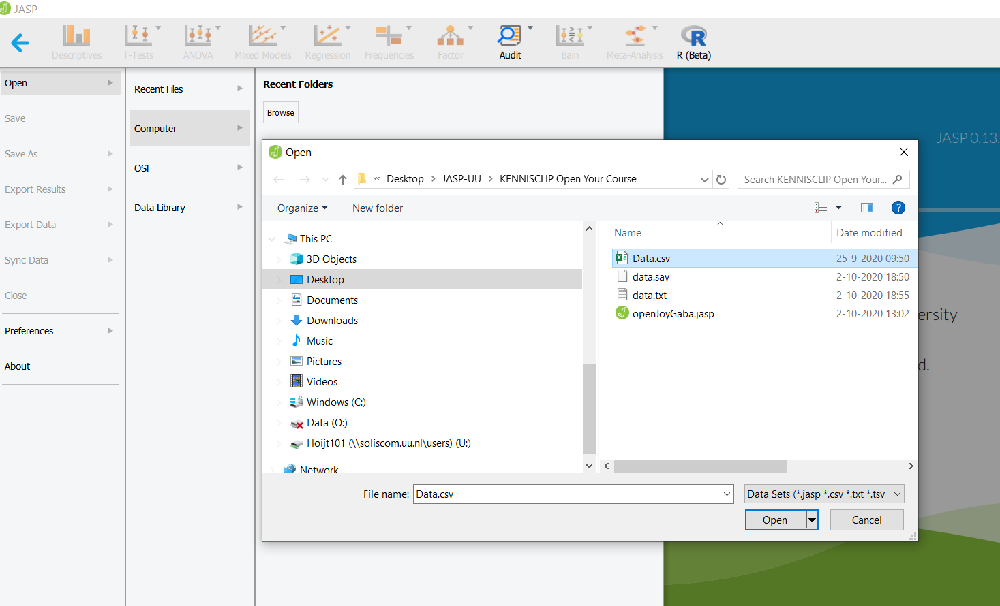 JASP
Descriptives
T-Tests
ANOVA
Mixed Models
Regression
Frequencies
Factor
Audit
Bain
Meta-Analysis
R (Beta)
Open
Save
Save As
Export Results
Export Data
Sync Data
Close
Preferences
About
Recent Files
Computer
OSF
Data Library
Recent Folders
Browse
JASP 0.13.
Open
« Desktop > JASP-UU > KENNISCLIP Open Your Course
Search KENNISCLIP Open Your...
Organize
New folder
This PC
3D Objects
Desktop
Documents
Downloads
Music
Pictures
Videos
Windows (C:)
Data (O:)
Hoijt101 (\\soliscom.uu.nl\users) (U:)
Network
Name Date modified
Data.csv 25-9-2020 09:50
data.sav 2-10-2020 18:50
data.txt 2-10-2020 18:55
openJoyGaba.jasp 2-10-2020 13:02
ersity
d.
File name: Data.csv
Data Sets (*.jasp *.csv *.txt *.tsv
Open
Cancel